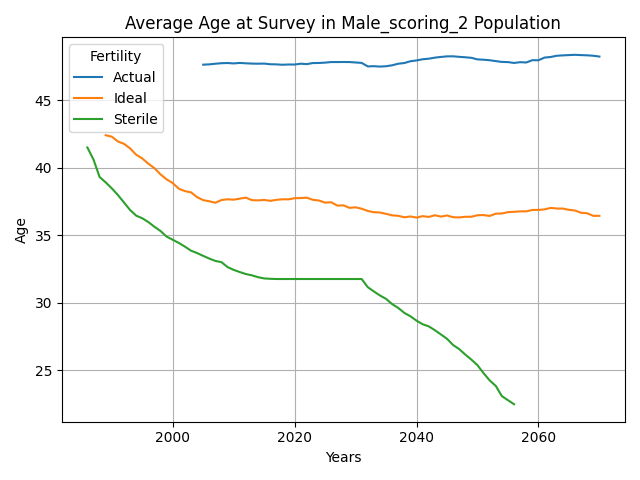 Average Age at Survey in Male_scoring_2 Population
Fertility
Actual
Ideal
Sterile
Age
45
40
35
30
25
2000
2020
2040
2060
Years